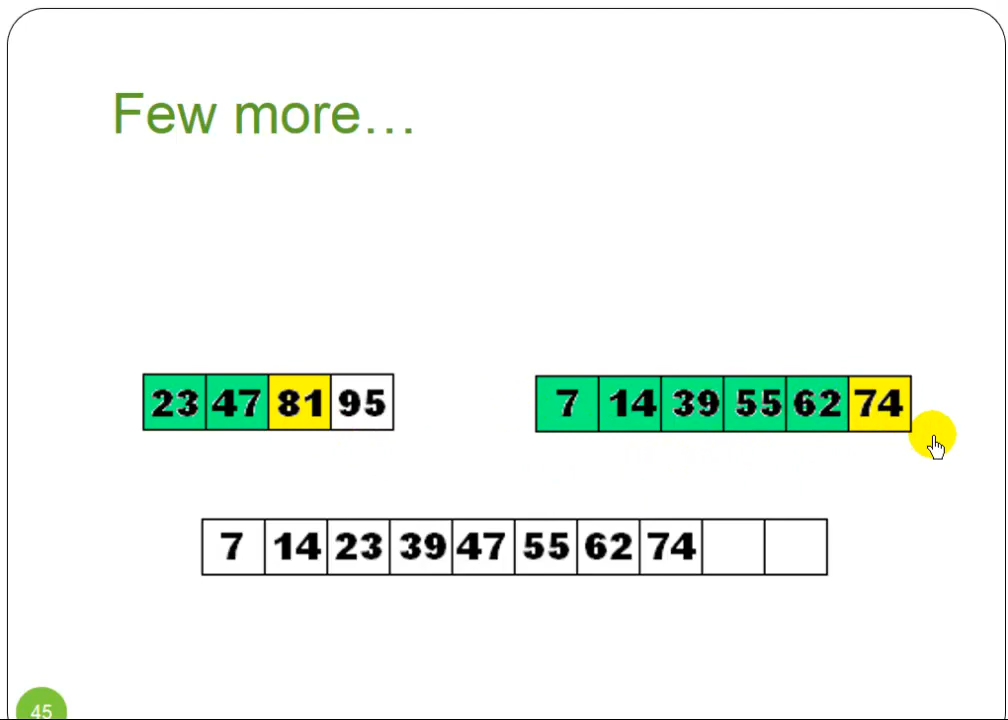 Few more…
23 47 81 95
7 14 39 55 62 74
7 14 23 39 47 55 62 74
45